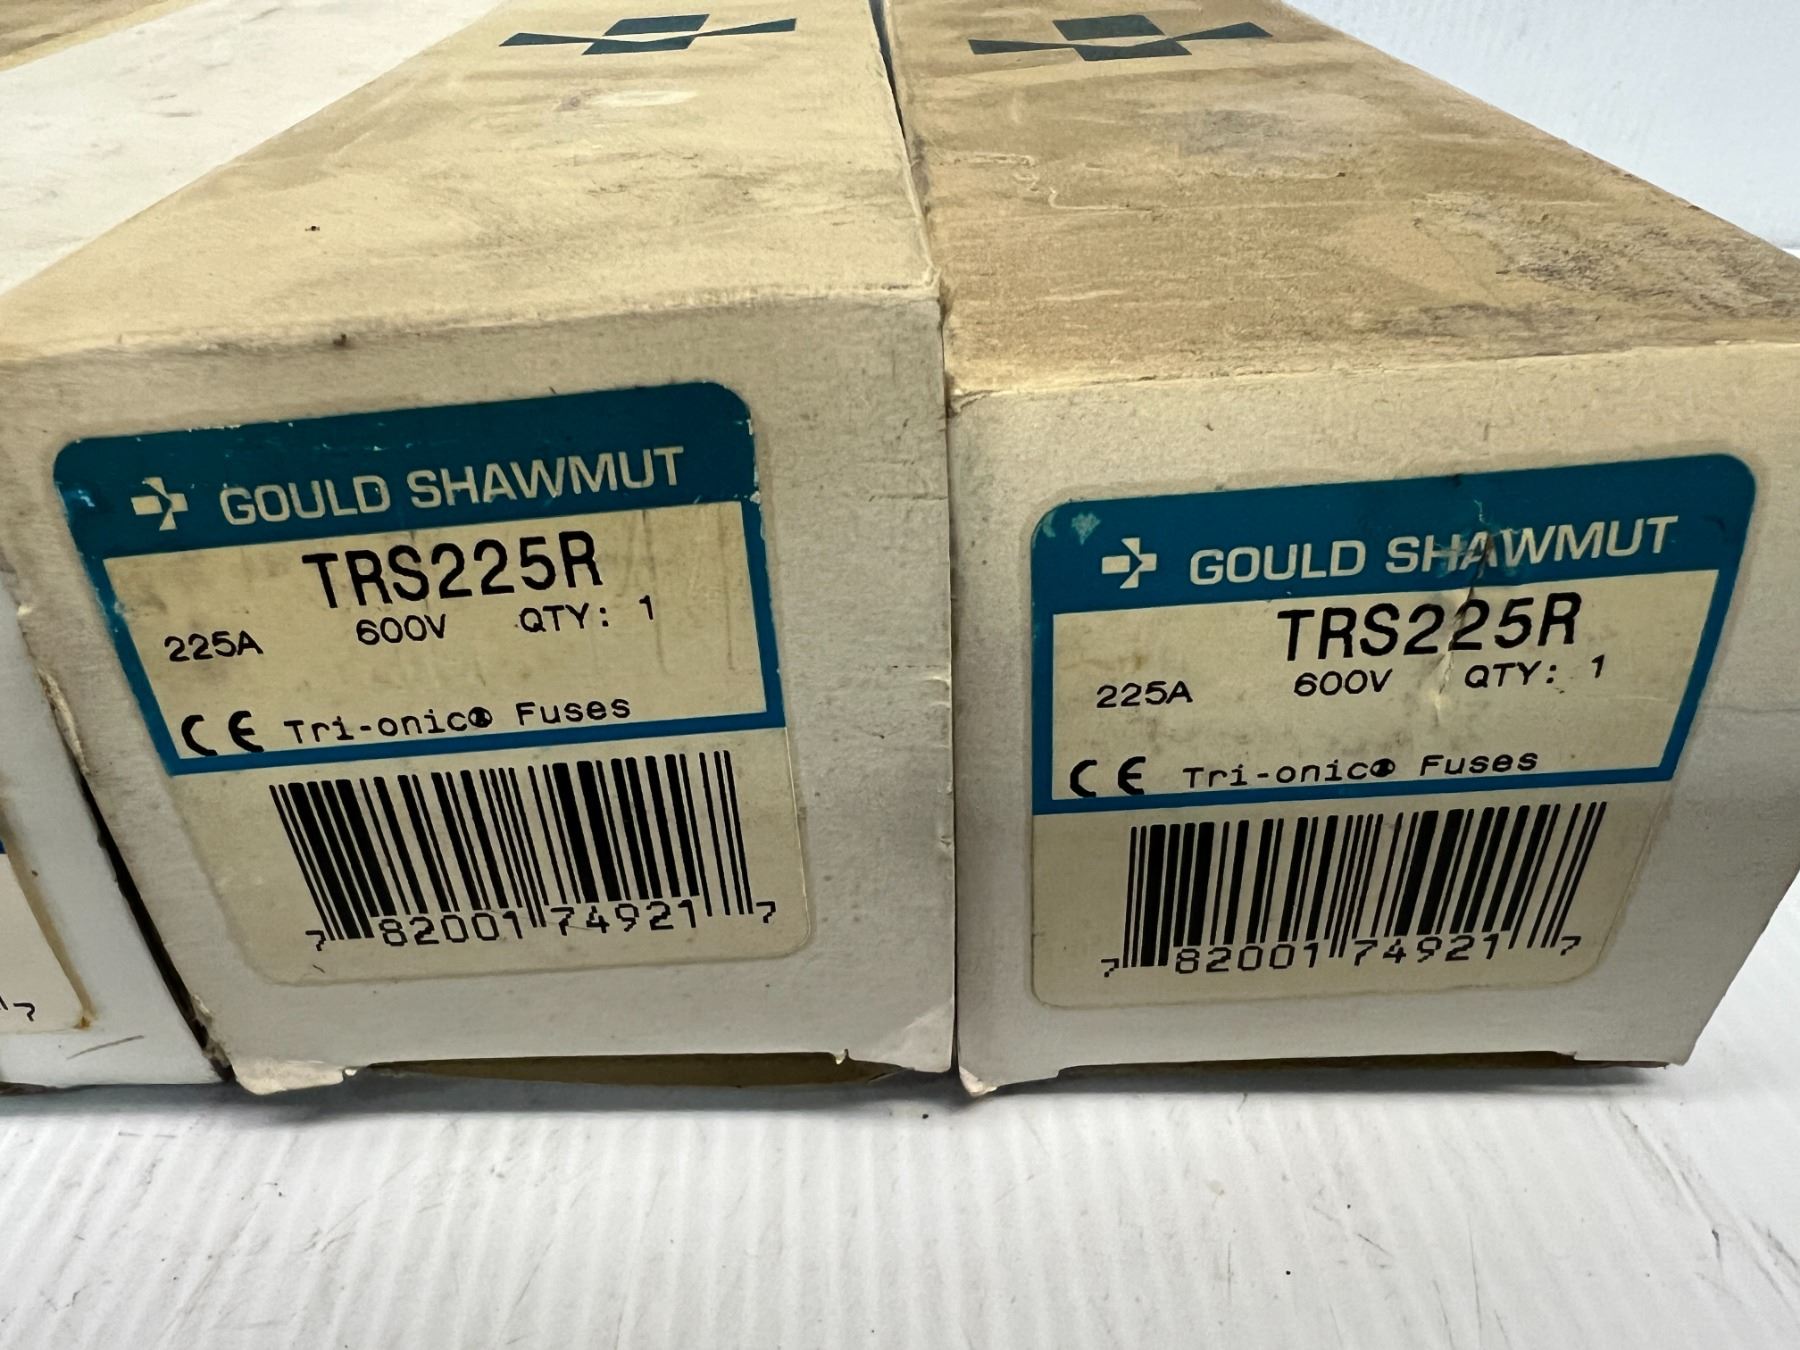 GOULD SHAWMUT
TRS225R
225A 600V QTY: 1
CE Tri-onic® Fuses
7 82001 74921 7
GOULD SHAWMUT
TRS225R
225A 600V QTY: 1
CE Tri-onic® Fuses
7 82001 74921 7
7